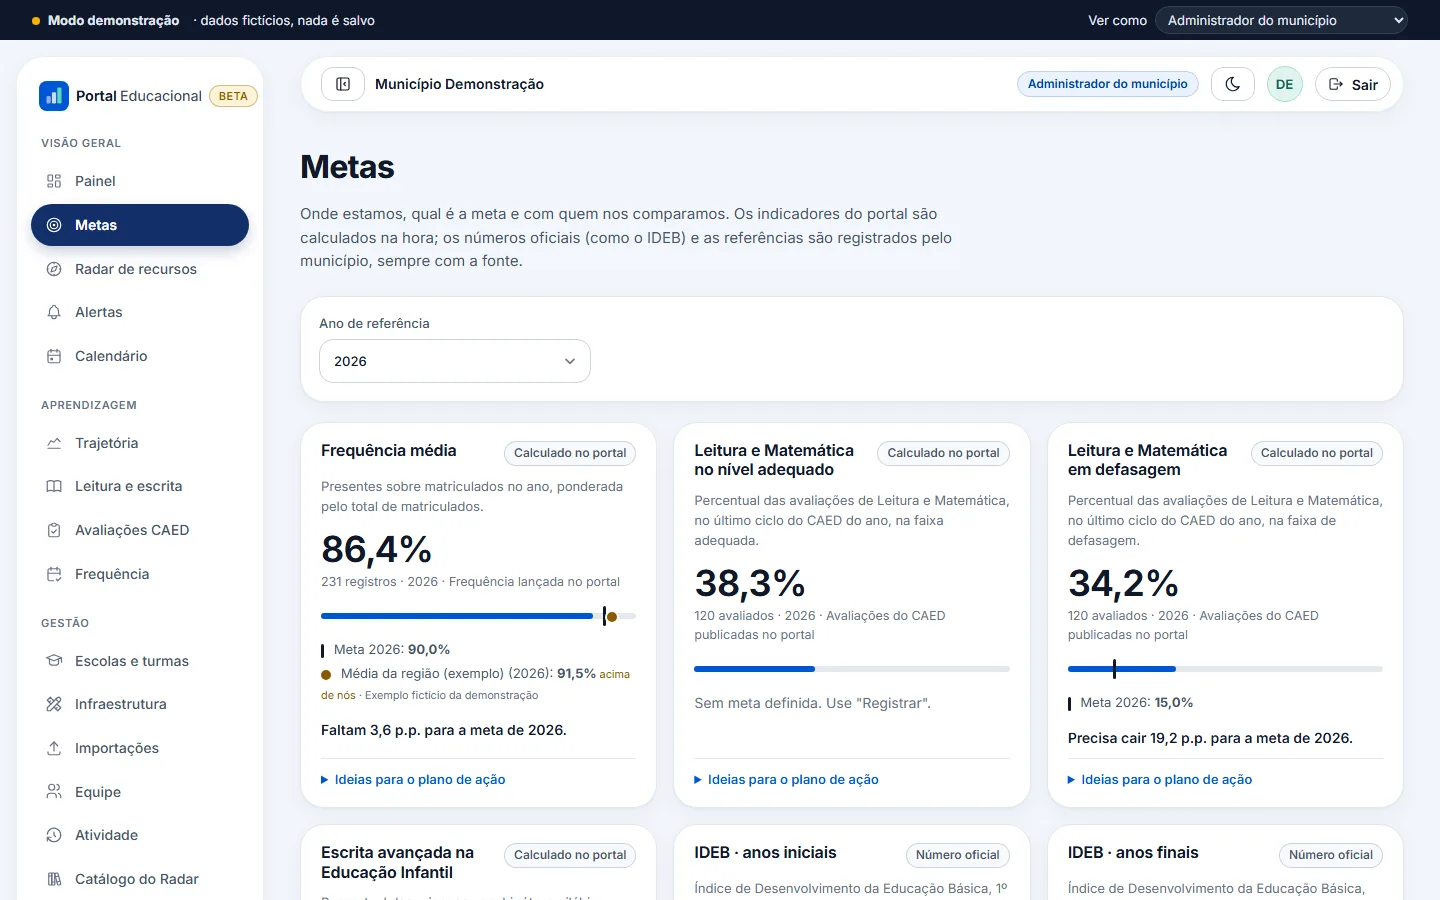 Modo demonstração · dados fictícios, nada é salvo
Ver como Administrador do município
Portal Educacional BETA
VISÃO GERAL
Painel
Metas
Radar de recursos
Alertas
Calendário
APRENDIZAGEM
Trajetória
Leitura e escrita
Avaliações CAED
Frequência
GESTÃO
Escolas e turmas
Infraestrutura
Importações
Equipe
Atividade
Catálogo do Radar
Município Demonstração
Administrador do município
DE
Sair
Metas
Onde estamos, qual é a meta e com quem nos comparamos. Os indicadores do portal são
calculados na hora; os números oficiais (como o IDEB) e as referências são registrados pelo
município, sempre com a fonte.
Ano de referência
2026
Frequência média
Calculado no portal
Presentes sobre matriculados no ano, ponderada
pelo total de matriculados.
86,4%
231 registros · 2026 · Frequência lançada no portal
Meta 2026: 90,0%
Média da região (exemplo) (2026): 91,5% acima
de nós · Exemplo fictício da demonstração
Faltam 3,6 p.p. para a meta de 2026.
Ideias para o plano de ação
Leitura e Matemática
no nível adequado
Calculado no portal
Percentual das avaliações de Leitura e Matemática,
no último ciclo do CAED do ano, na faixa
adequada.
38,3%
120 avaliados · 2026 · Avaliações do CAED
publicadas no portal
Sem meta definida. Use "Registrar".
Ideias para o plano de ação
Leitura e Matemática
em defasagem
Calculado no portal
Percentual das avaliações de Leitura e Matemática,
no último ciclo do CAED do ano, na faixa de
defasagem.
34,2%
120 avaliados · 2026 · Avaliações do CAED
publicadas no portal
Meta 2026: 15,0%
Precisa cair 19,2 p.p. para a meta de 2026.
Ideias para o plano de ação
Escrita avançada na
Educação Infantil
Calculado no portal
IDEB · anos iniciais
Número oficial
Índice de Desenvolvimento da Educação Básica, 1º
IDEB · anos finais
Número oficial
Índice de Desenvolvimento da Educação Básica,